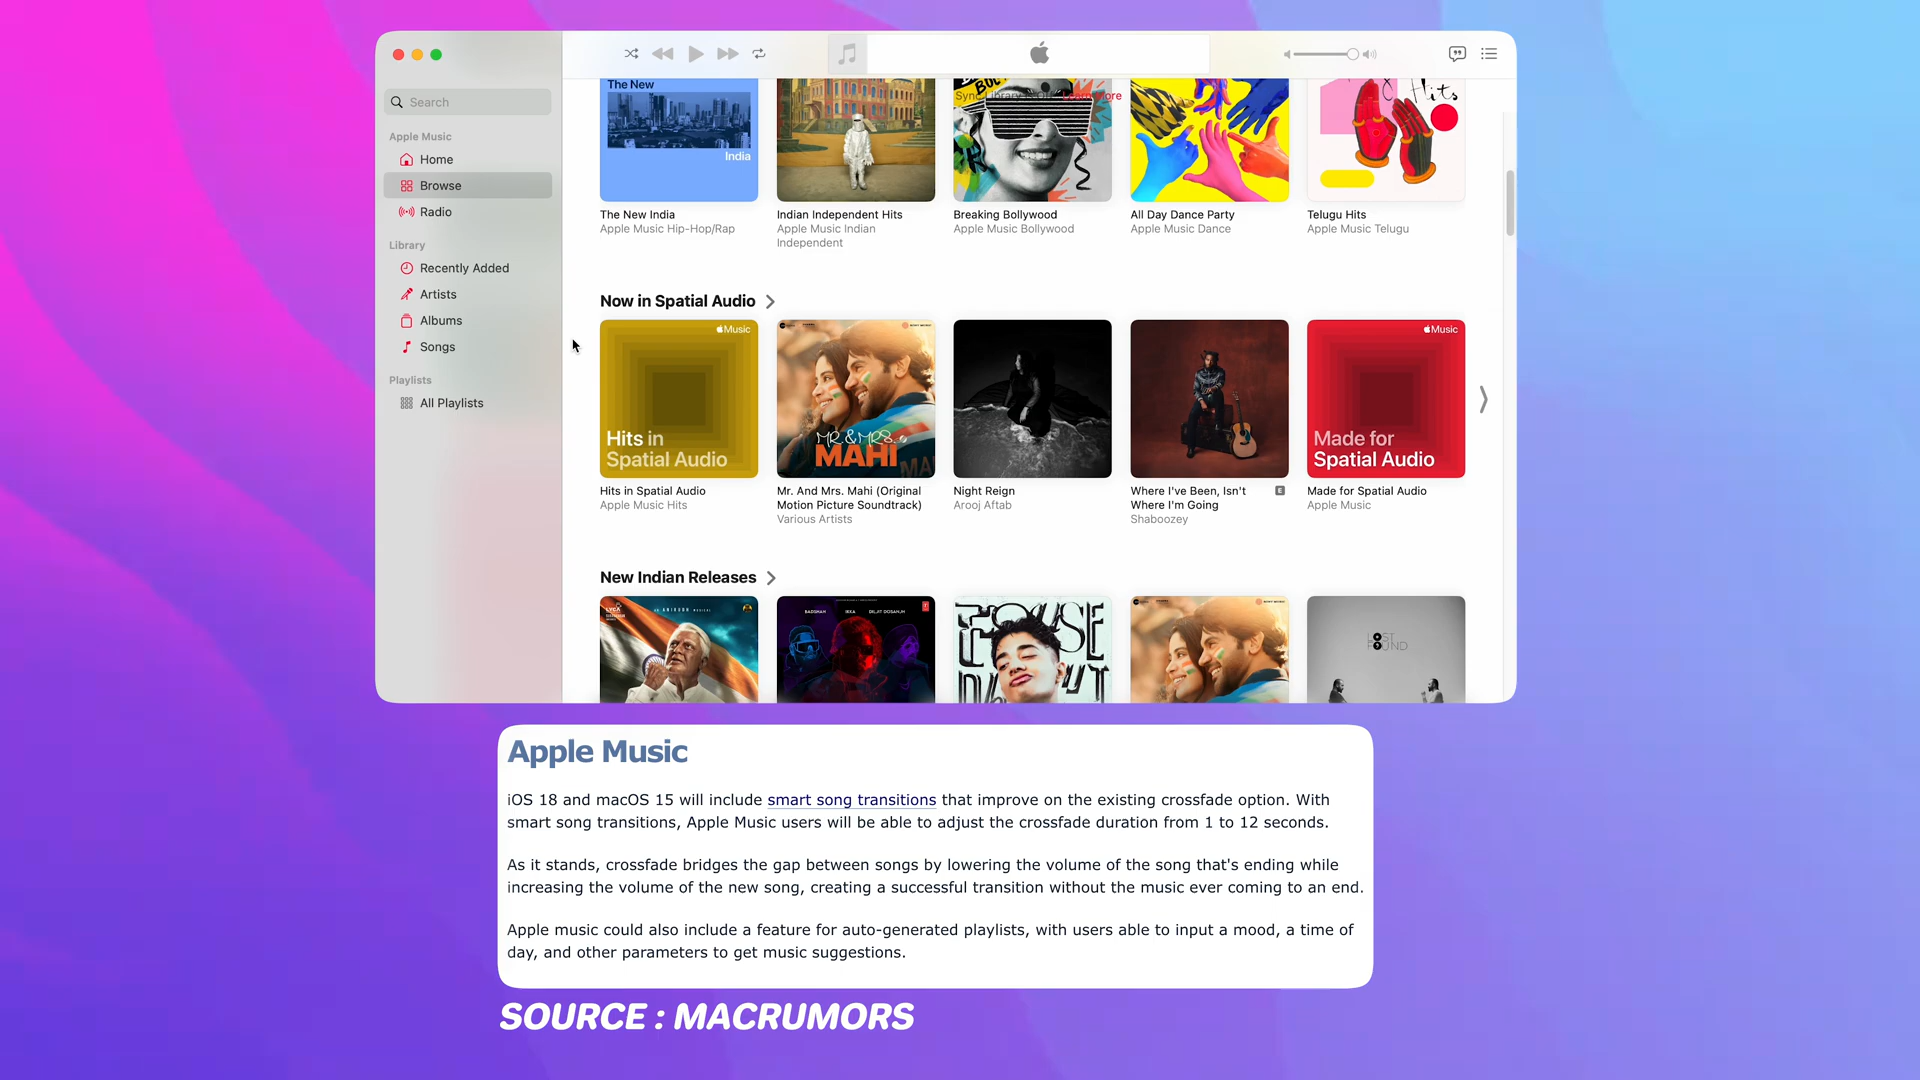 Search
Apple Music
Home
Browse
Radio
Library
Recently Added
Artists
Albums
Songs
Playlists
All Playlists
The New
India
Hits
The New India
Apple Music Hip-Hop/Rap
Indian Independent Hits
Apple Music Indian
Independent
Breaking Bollywood
Apple Music Bollywood
All Day Dance Party
Apple Music Dance
Telugu Hits
Apple Music Telugu
Now in Spatial Audio
Music
Hits in
Spatial Audio
MR. & MRS.
MAHI
Music
Made for
Spatial Audio
Hits in Spatial Audio
Apple Music Hits
Mr. And Mrs. Mahi (Original
Motion Picture Soundtrack)
Various Artists
Night Reign
Arooj Aftab
Where I've Been, Isn't
Where I'm Going
E
Shaboozey
Made for Spatial Audio
Apple Music
New Indian Releases
LYCA
BADSHAH IKKA DILJIT DOSANJH
LOST
FOUND
Apple Music
iOS 18 and macOS 15 will include smart song transitions that improve on the existing crossfade option. With
smart song transitions, Apple Music users will be able to adjust the crossfade duration from 1 to 12 seconds.
As it stands, crossfade bridges the gap between songs by lowering the volume of the song that's ending while
increasing the volume of the new song, creating a successful transition without the music ever coming to an end.
Apple music could also include a feature for auto-generated playlists, with users able to input a mood, a time of
day, and other parameters to get music suggestions.
SOURCE : MACRUMORS